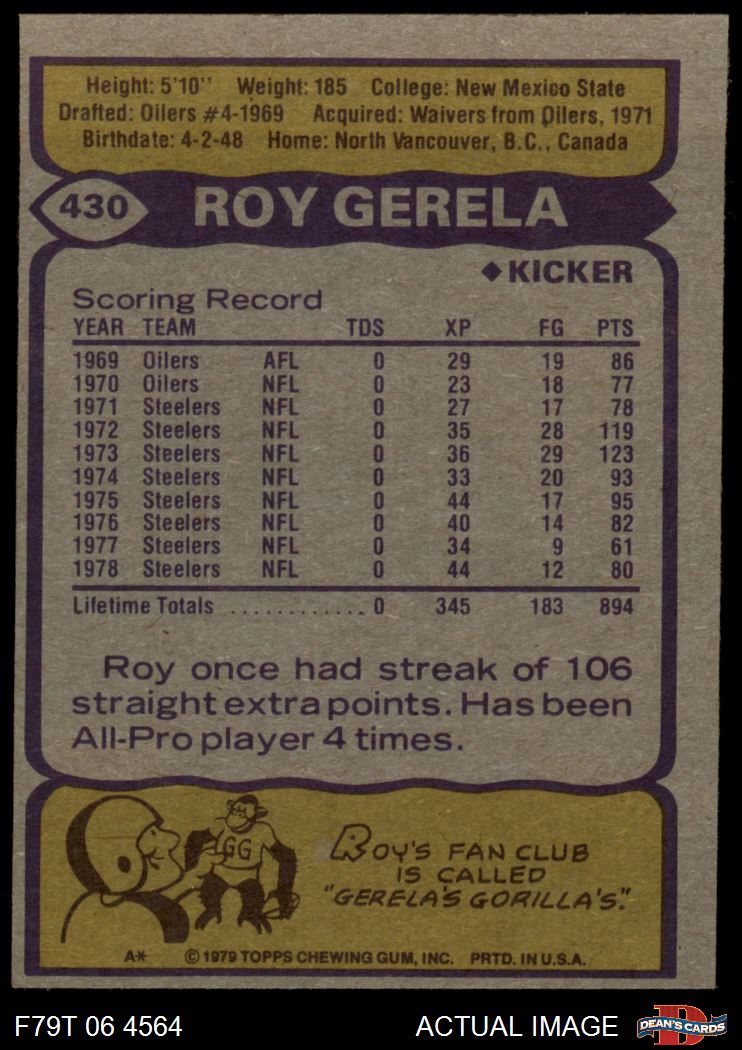 Height: 5'10'' Weight: 185 College: New Mexico State
Drafted: Oilers #4-1969 Acquired: Waivers from Oilers, 1971
Birthdate: 4-2-48 Home: North Vancouver, B.C., Canada
430 ROY GERELA
◆ KICKER
Scoring Record
YEAR TEAM TDS XP FG PTS
1969 Oilers AFL 0 29 19 86
1970 Oilers NFL 0 23 18 77
1971 Steelers NFL 0 27 17 78
1972 Steelers NFL 0 35 28 119
1973 Steelers NFL 0 36 29 123
1974 Steelers NFL 0 33 20 93
1975 Steelers NFL 0 44 17 95
1976 Steelers NFL 0 40 14 82
1977 Steelers NFL 0 34 9 61
1978 Steelers NFL 0 44 12 80
Lifetime Totals ............. 0 345 183 894
Roy once had streak of 106
straight extra points. Has been
All-Pro player 4 times.
GG
ROY'S FAN CLUB
IS CALLED
"GERELA'S GORILLA'S."
A* © 1979 TOPPS CHEWING GUM, INC. PRTD. IN U.S.A.
F79T 06 4564 ACTUAL IMAGE
D
DEAN'S CARDS